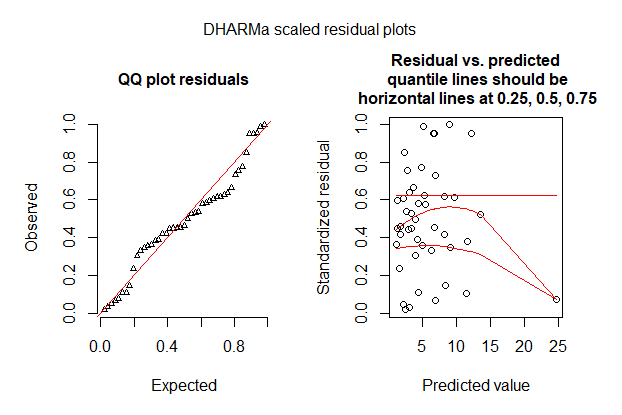 DHARMa scaled residual plots
QQ plot residuals
Observed
0.0 0.2 0.4 0.6 0.8 1.0
0.0 0.4 0.8
Expected
Residual vs. predicted
quantile lines should be
horizontal lines at 0.25, 0.5, 0.75
Standardized residual
0.0 0.2 0.4 0.6 0.8 1.0
5 10 15 20 25
Predicted value